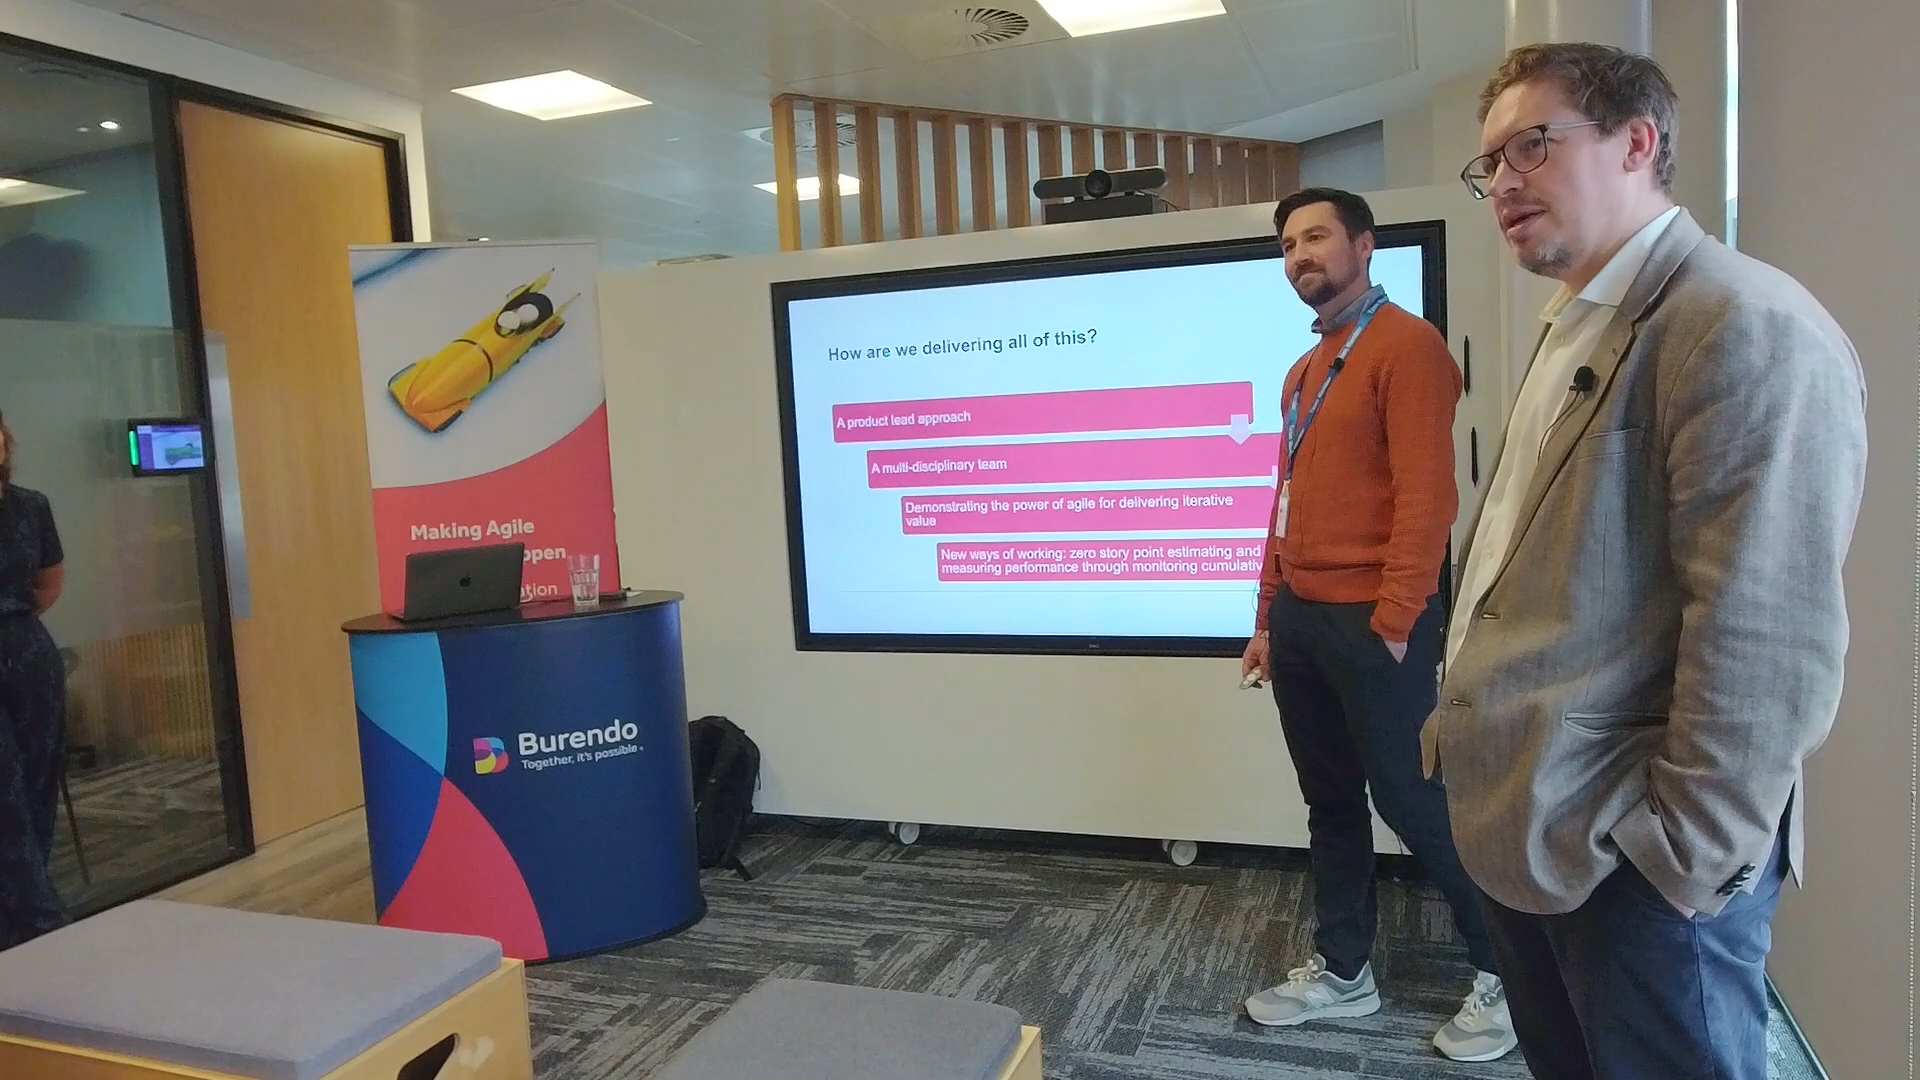 How are we delivering all of this?
A product lead approach
A multi-disciplinary team
Demonstrating the power of agile for delivering iterative
value
New ways of working: zero story point estimating and
measuring performance through monitoring
Making Agile
Burendo
Together, it's possible.